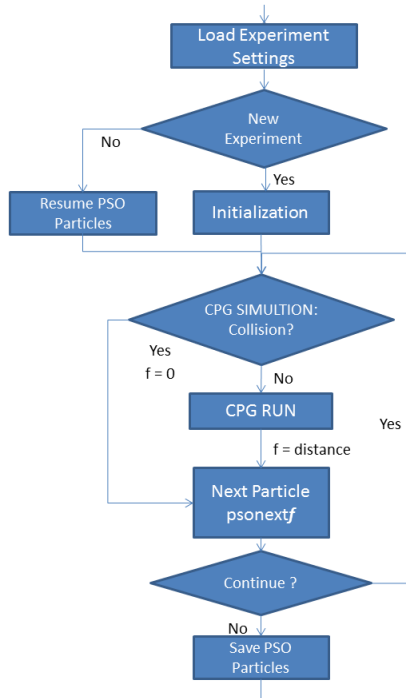 Load Experiment
Settings
New
Experiment
No
Yes
Resume PSO
Particles
Initialization
CPG SIMULTION:
Collision?
Yes
f = 0
No
CPG RUN
Yes
f = distance
Next Particle
psonextf
Continue ?
No
Save PSO
Particles